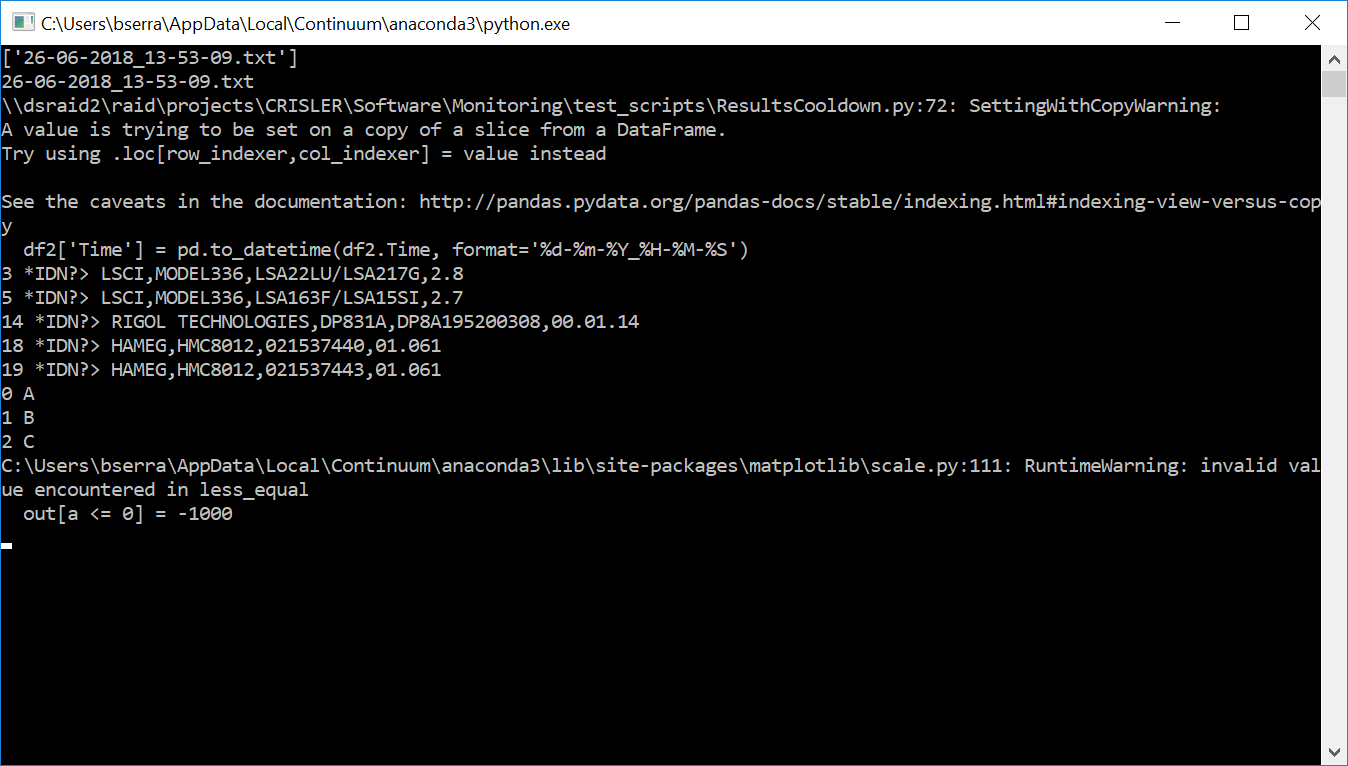 C:\Users\bserra\AppData\Local\Continuum\anaconda3\python.exe
['26-06-2018_13-53-09.txt']
26-06-2018_13-53-09.txt
\\dsraid2\raid\projects\CRISLER\Software\Monitoring\test_scripts\ResultsCooldown.py:72: SettingWithCopyWarning:
A value is trying to be set on a copy of a slice from a DataFrame.
Try using .loc[row_indexer,col_indexer] = value instead
See the caveats in the documentation: http://pandas.pydata.org/pandas-docs/stable/indexing.html#indexing-view-versus-cop
y
  df2['Time'] = pd.to_datetime(df2.Time, format='%d-%m-%Y_%H-%M-%S')
3 *IDN?> LSCI,MODEL336,LSA22LU/LSA217G,2.8
5 *IDN?> LSCI,MODEL336,LSA163F/LSA15SI,2.7
14 *IDN?> RIGOL TECHNOLOGIES,DP831A,DP8A195200308,00.01.14
18 *IDN?> HAMEG,HMC8012,021537440,01.061
19 *IDN?> HAMEG,HMC8012,021537443,01.061
0 A
1 B
2 C
C:\Users\bserra\AppData\Local\Continuum\anaconda3\lib\site-packages\matplotlib\scale.py:111: RuntimeWarning: invalid val
ue encountered in less_equal
  out[a <= 0] = -1000